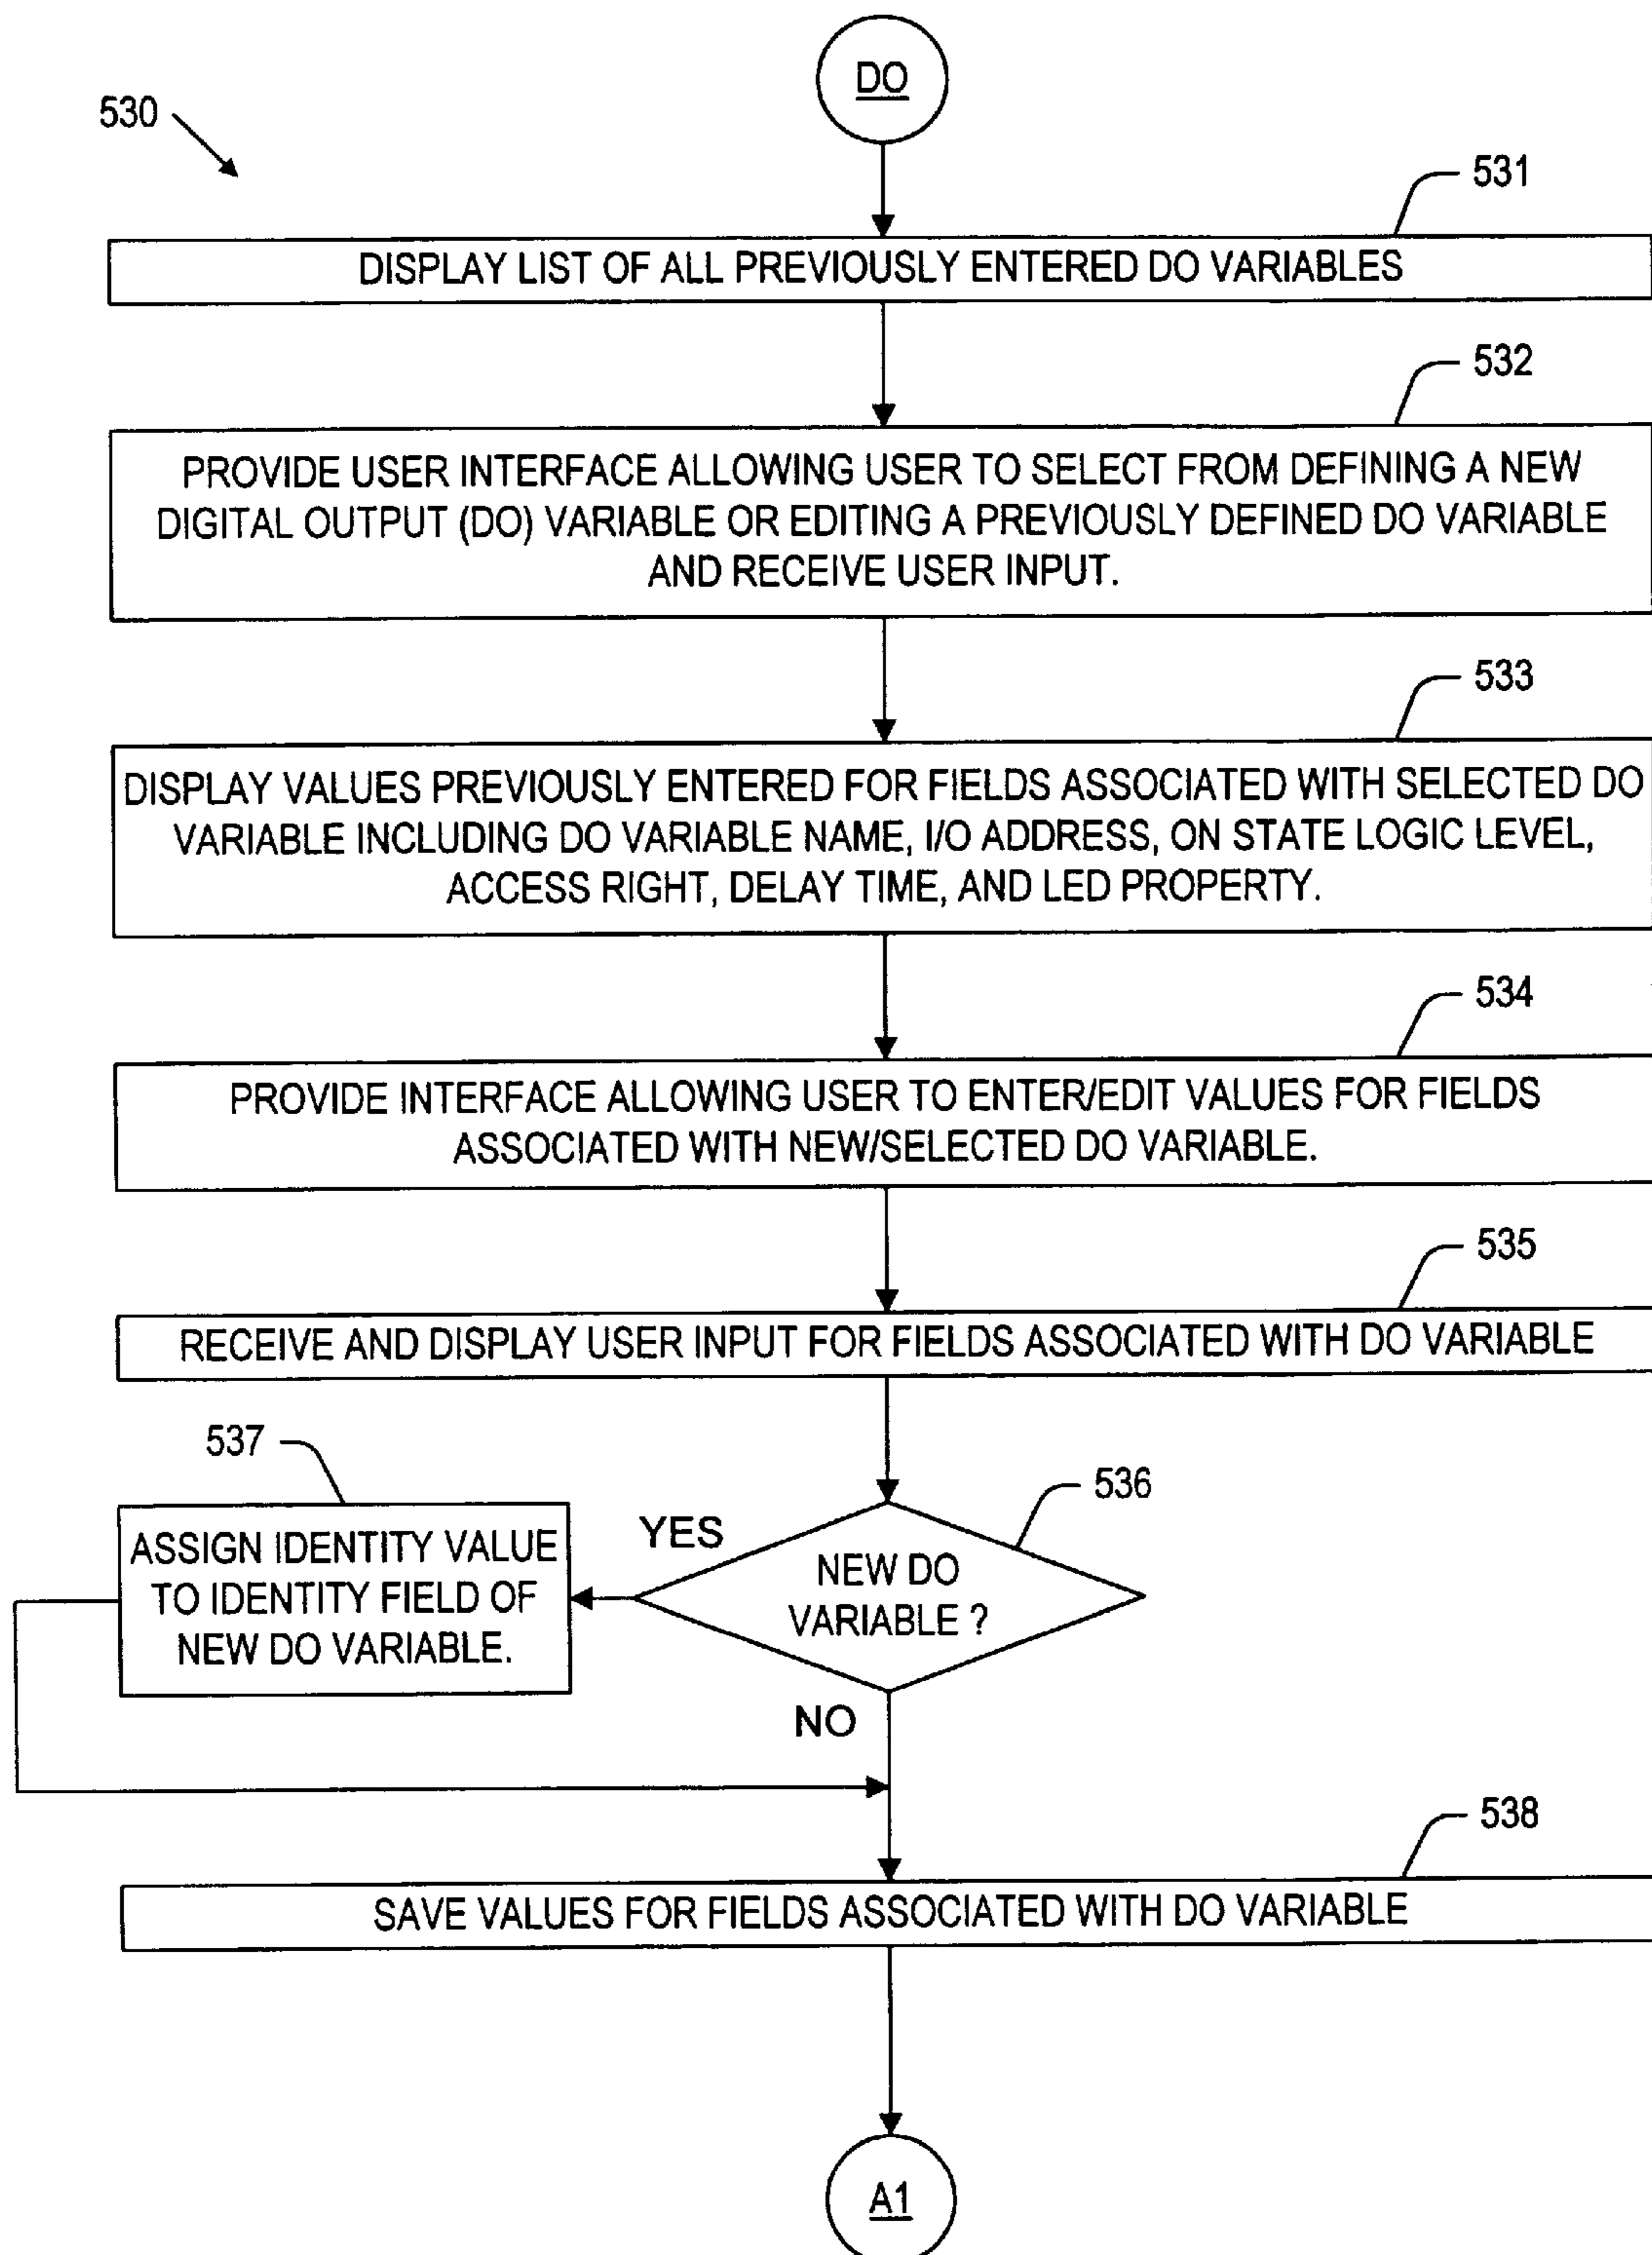 DO
530
531
DISPLAY LIST OF ALL PREVIOUSLY ENTERED DO VARIABLES
532
PROVIDE USER INTERFACE ALLOWING USER TO SELECT FROM DEFINING A NEW
DIGITAL OUTPUT (DO) VARIABLE OR EDITING A PREVIOUSLY DEFINED DO VARIABLE
AND RECEIVE USER INPUT.
533
DISPLAY VALUES PREVIOUSLY ENTERED FOR FIELDS ASSOCIATED WITH SELECTED DO
VARIABLE INCLUDING DO VARIABLE NAME, I/O ADDRESS, ON STATE LOGIC LEVEL,
ACCESS RIGHT, DELAY TIME, AND LED PROPERTY.
534
PROVIDE INTERFACE ALLOWING USER TO ENTER/EDIT VALUES FOR FIELDS
ASSOCIATED WITH NEW/SELECTED DO VARIABLE.
535
RECEIVE AND DISPLAY USER INPUT FOR FIELDS ASSOCIATED WITH DO VARIABLE
537
536
YES
ASSIGN IDENTITY VALUE
TO IDENTITY FIELD OF
NEW DO VARIABLE.
NEW DO
VARIABLE ?
NO
538
SAVE VALUES FOR FIELDS ASSOCIATED WITH DO VARIABLE
A1